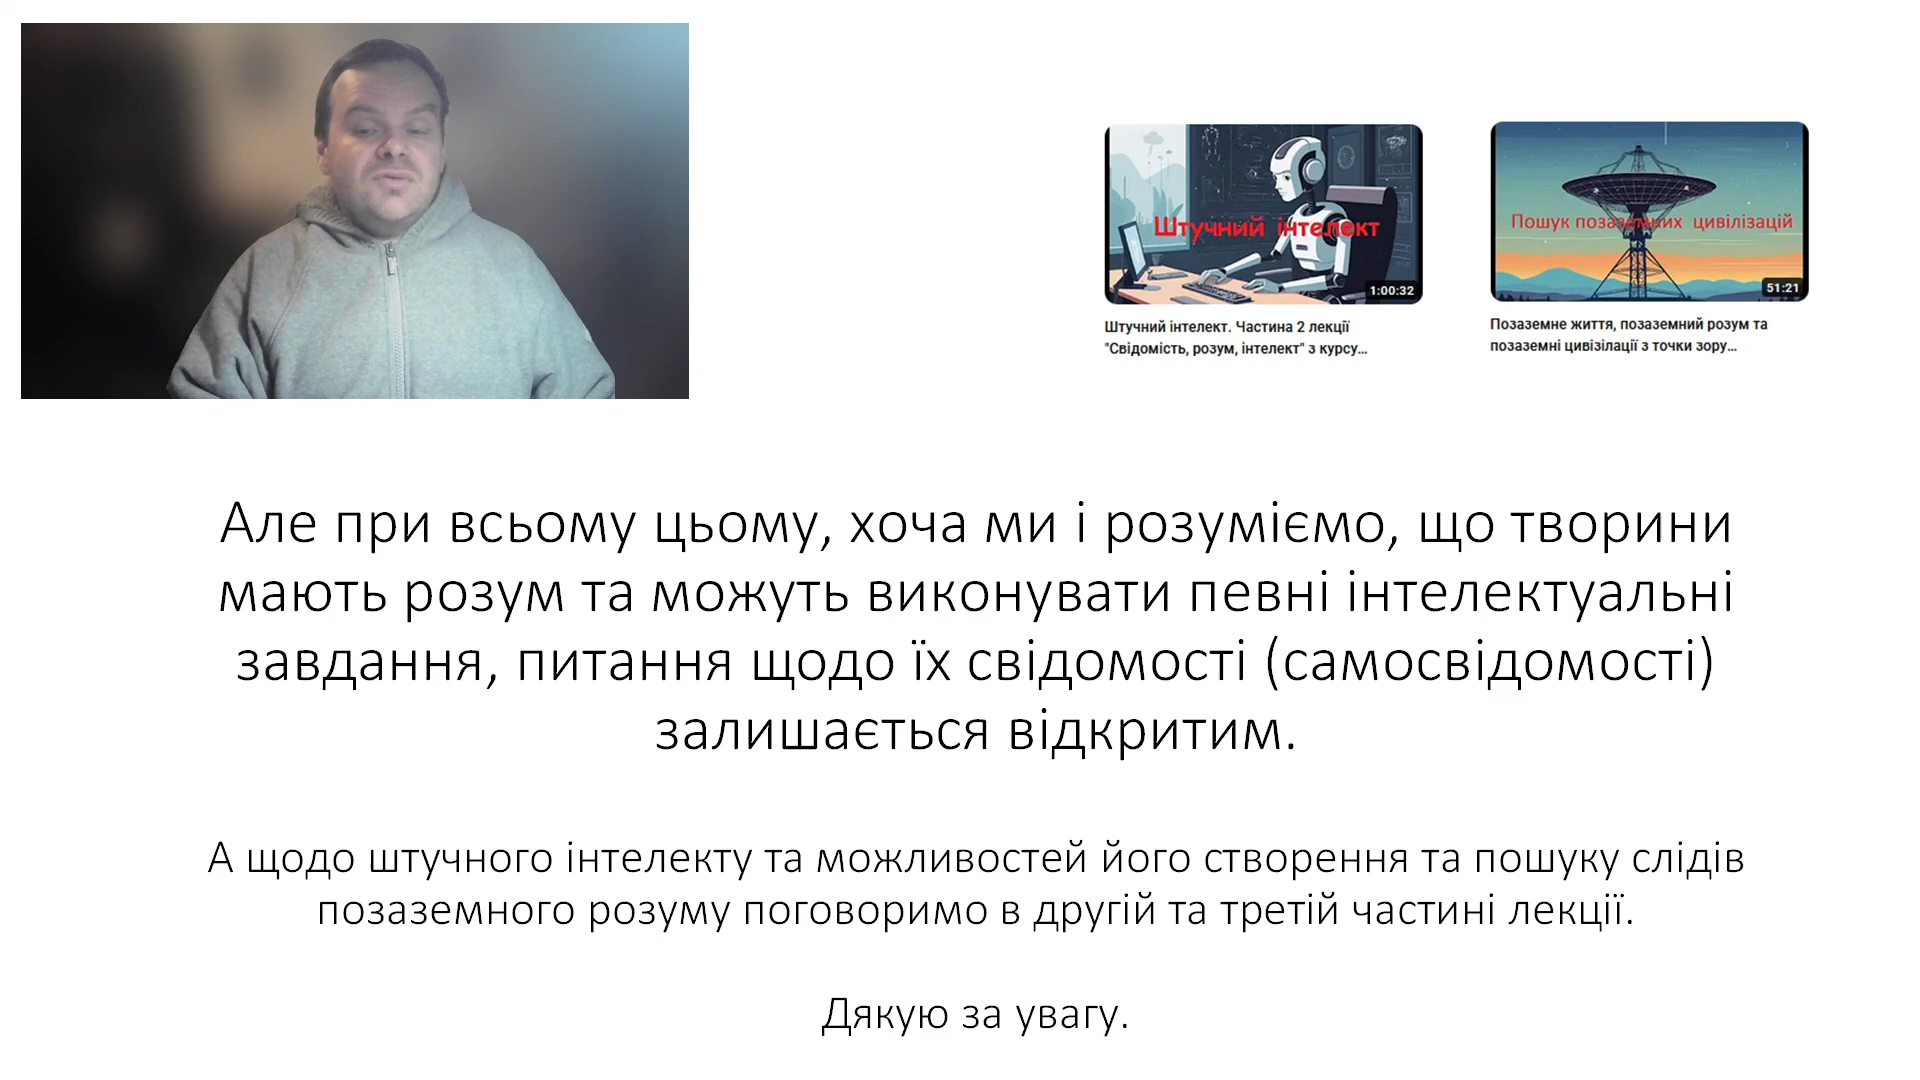 Штучний інтелект
1:00:32
Штучний інтелект. Частина 2 лекції
"Свідомість, розум, інтелект" з курсу...
Пошук позаземних цивілізацій
51:21
Позаземне життя, позаземний розум та
позаземні цивізілації з точки зору...
Але при всьому цьому, хоча ми і розуміємо, що творини
мають розум та можуть виконувати певні інтелектуальні
завдання, питання щодо їх свідомості (самосвідомості)
залишається відкритим.
А щодо штучного інтелекту та можливостей його створення та пошуку слідів
позаземного розуму поговоримо в другій та третій частині лекції.
Дякую за увагу.